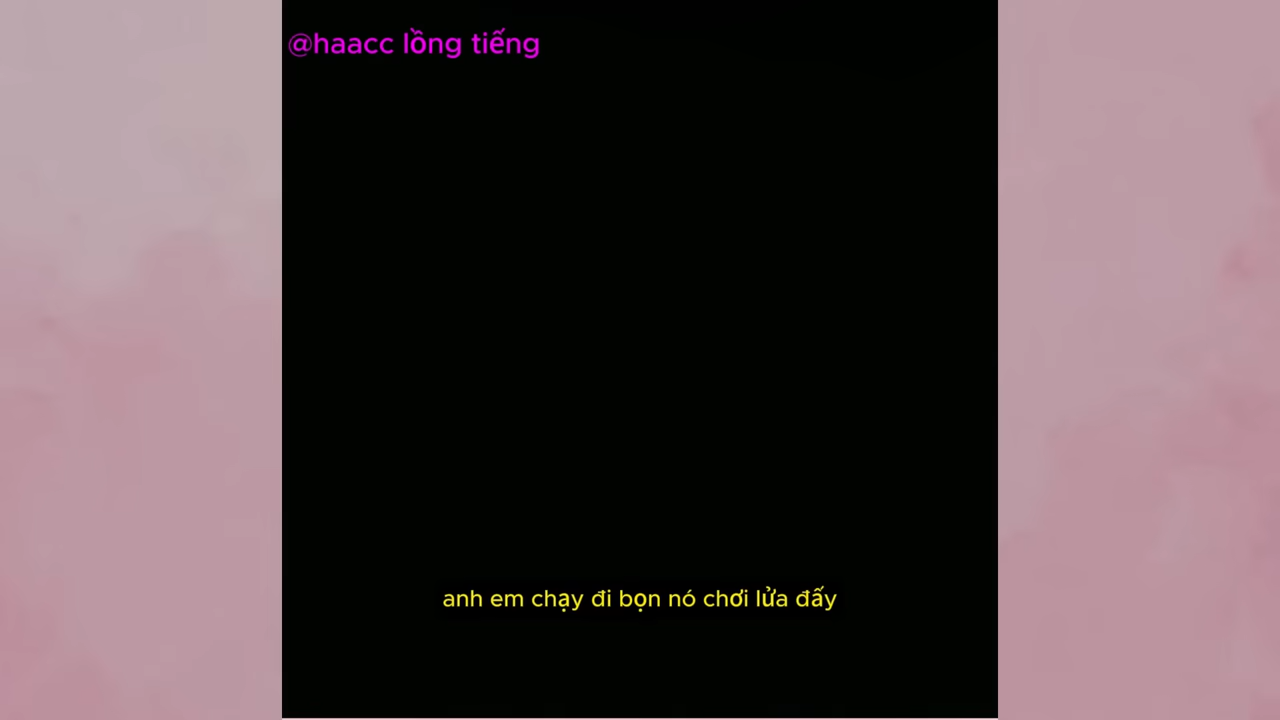 @haacc lồng tiếng
anh em chạy đi bọn nó chơi lửa đấy